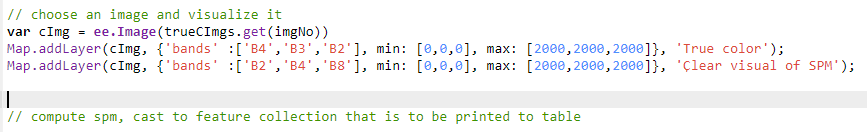 // choose an image and visualize it
var cImg = ee.Image(trueCImgs.get(imgNo))
Map.addLayer(cImg, {'bands' :['B4','B3','B2'], min: [0,0,0], max: [2000,2000,2000]}, 'True color');
Map.addLayer(cImg, {'bands' :['B2','B4','B8'], min: [0,0,0], max: [2000,2000,2000]}, 'Çlear visual of SPM');
// compute spm, cast to feature collection that is to be printed to table